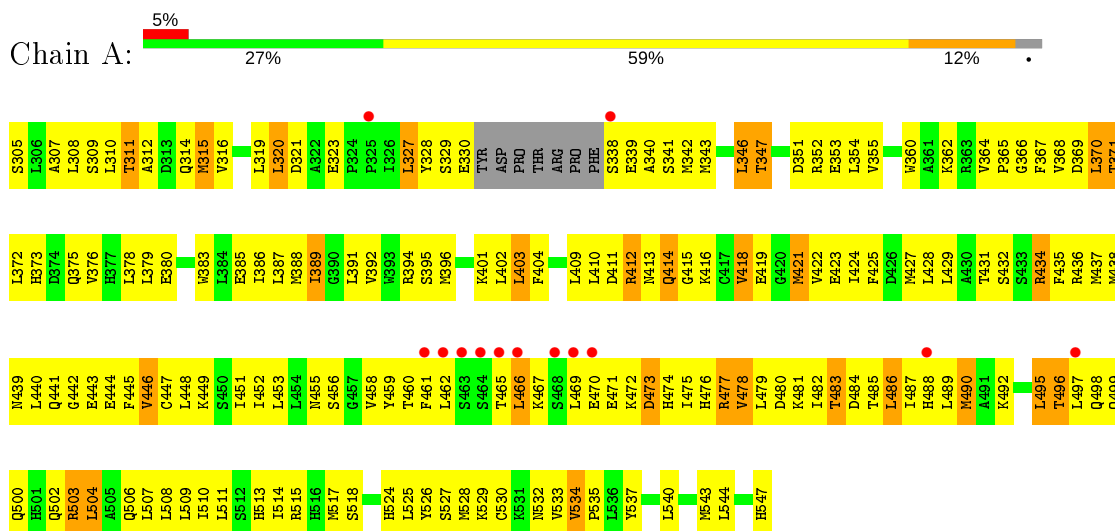 5%
Chain A:
27% 59% 12% •
S305 L306 A307 L308 S309 L310 T311 A312 D313 Q314 M315 V316 L319 L320 D321 A322 E323 P324 P325 I326 L327 Y328 S329 E330 TYR ASP PRO THR ARG PRO PHE S338 E339 A340 S341 M342 M343 L346 T347 D351 R352 E353 L354 V355 W360 A361 K362 R363 V364 P365 G366 F367 V368 D369 L370 T371
L372 H373 D374 Q375 V376 H377 L378 L379 E380 W383 L384 E385 I386 L387 M388 I389 G390 L391 V392 W393 R394 S395 M396 K401 L402 L403 F404 L409 L410 D411 R412 N413 Q414 G415 K416 C417 V418 E419 G420 M421 V422 E423 I424 F425 D426 M427 L428 L429 A430 T431 S432 S433 R434 F435 R436 M437 M438
N439 L440 Q441 G442 E443 E444 F445 V446 C447 L448 K449 S450 I451 I452 L453 L454 N455 S456 G457 V458 Y459 T460 F461 L462 S463 S464 T465 L466 K467 S468 L469 E470 E471 K472 D473 H474 I475 H476 R477 V478 L479 D480 K481 I482 T483 D484 T485 L486 I487 H488 L489 M490 A491 K492 L495 T496 L497 Q498 Q499
Q500 H501 Q502 R503 L504 A505 Q506 L507 L508 L509 I510 L511 S512 H513 I514 R515 H516 M517 S518 H524 L525 Y526 S527 M528 K529 C530 K531 N532 V533 V534 P535 L536 Y537 L540 M543 L544 H547